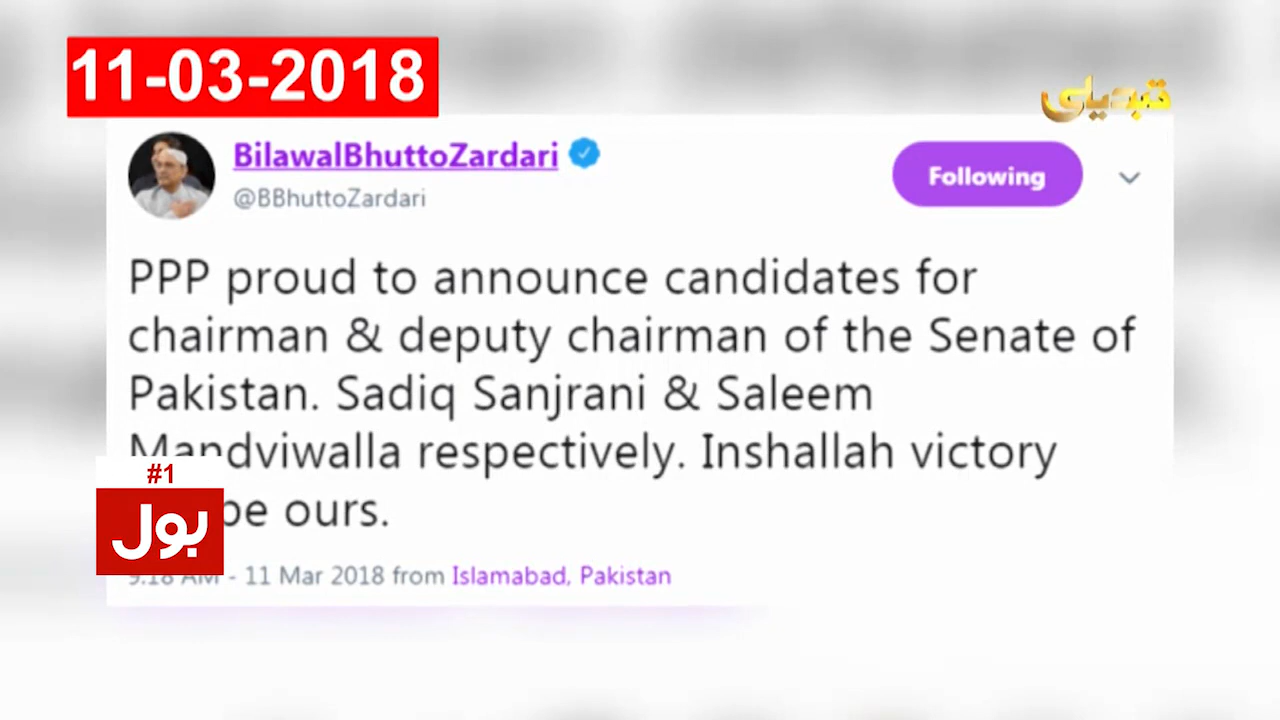 11-03-2018
تبدیلی
BilawalBhuttoZardari
@BBhuttoZardari
Following
PPP proud to announce candidates for
chairman & deputy chairman of the Senate of
Pakistan. Sadiq Sanjrani & Saleem
Mandviwalla respectively. Inshallah victory
be ours.
#1
بول
9:18 AM - 11 Mar 2018 from Islamabad, Pakistan